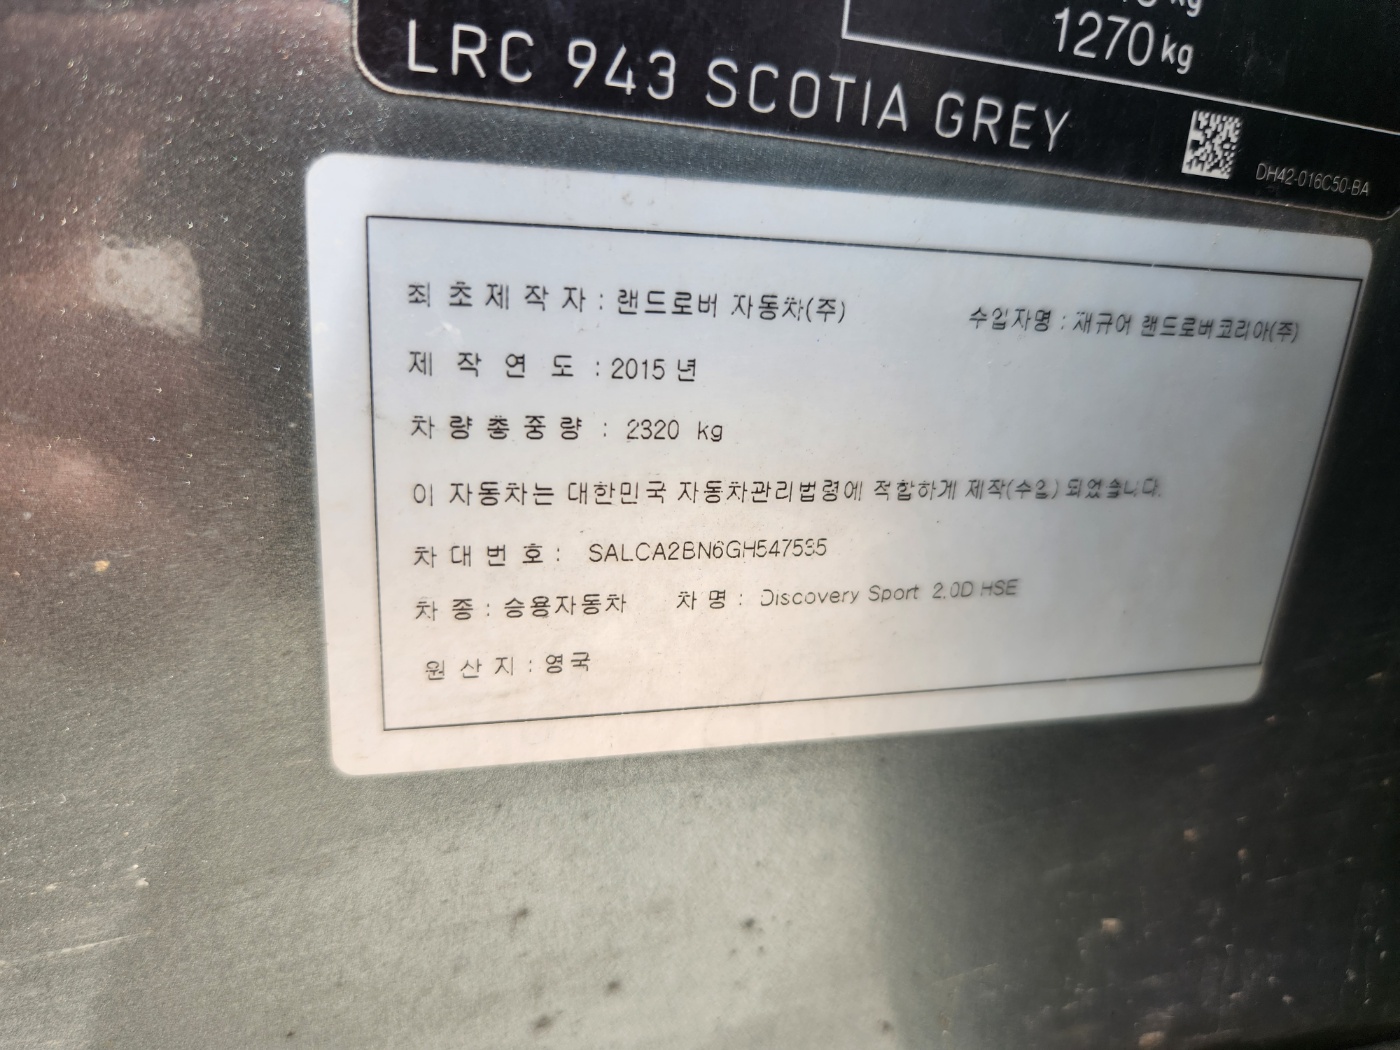 kg
1270 kg
LRC 943 SCOTIA GREY
DH42-016C50-BA
최초제작자 : 랜드로버 자동차(주)
수입자명 : 재규어 랜드로버코리아(주)
제작연도 : 2015 년
차량총중량 : 2320 kg
이 자동차는 대한민국 자동차관리법령에 적합하게 제작(수입) 되었습니다.
차대번호 : SALCA2BN6GH547535
차종 : 승용자동차 차명 : Discovery Sport 2.0D HSE
원산지 : 영국